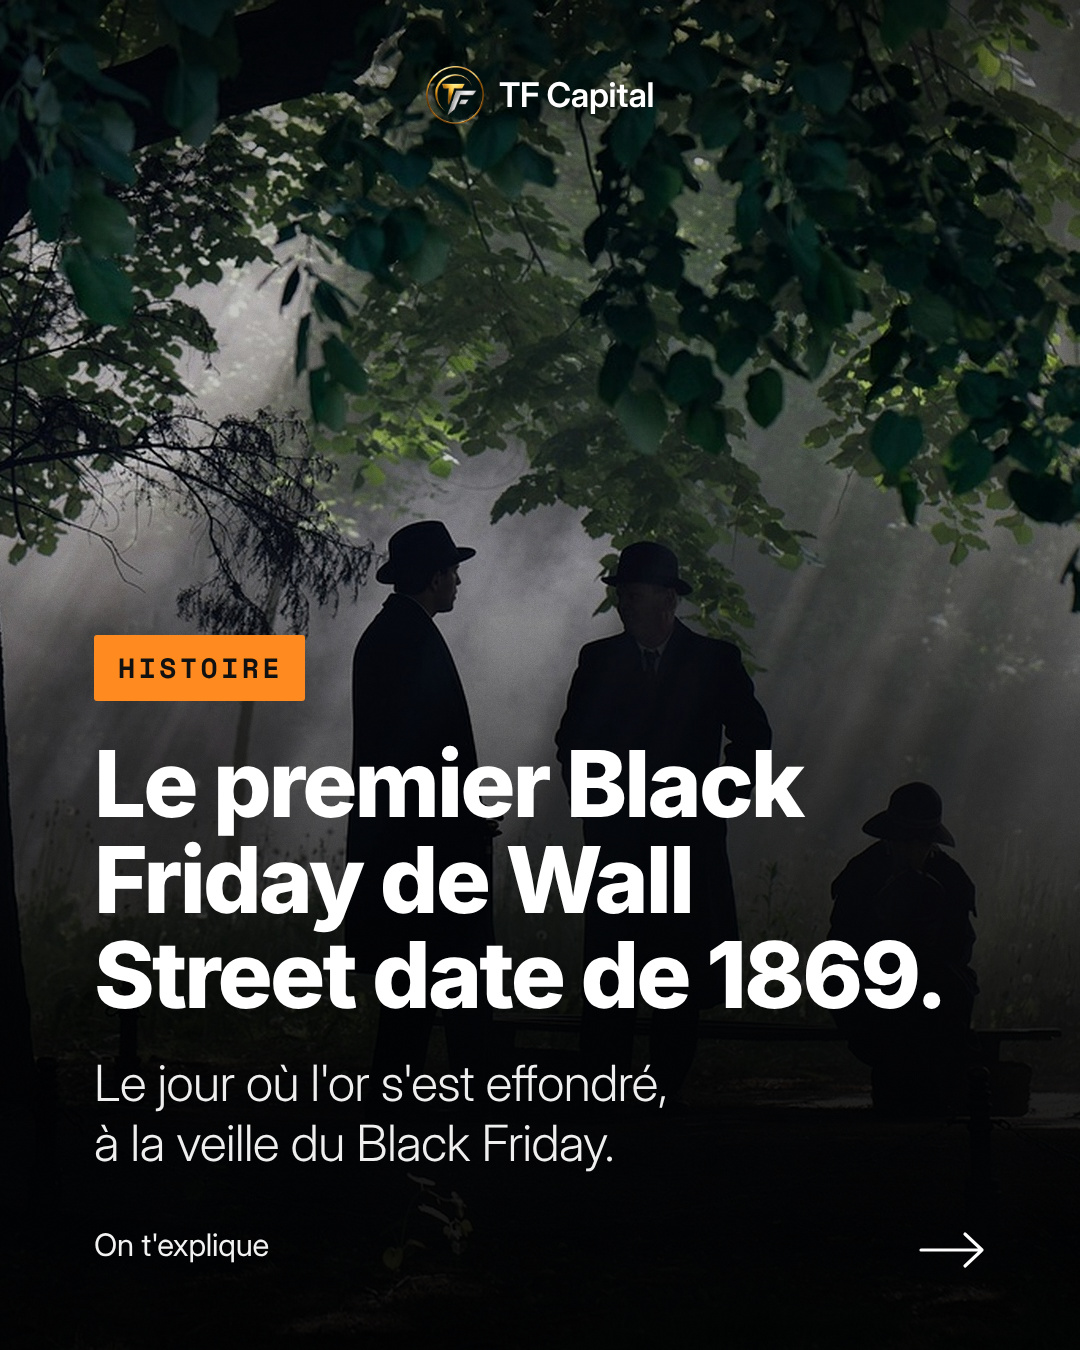 TF Capital
HISTOIRE
Le premier Black
Friday de Wall
Street date de 1869.
Le jour où l'or s'est effondré,
à la veille du Black Friday.
On t'explique